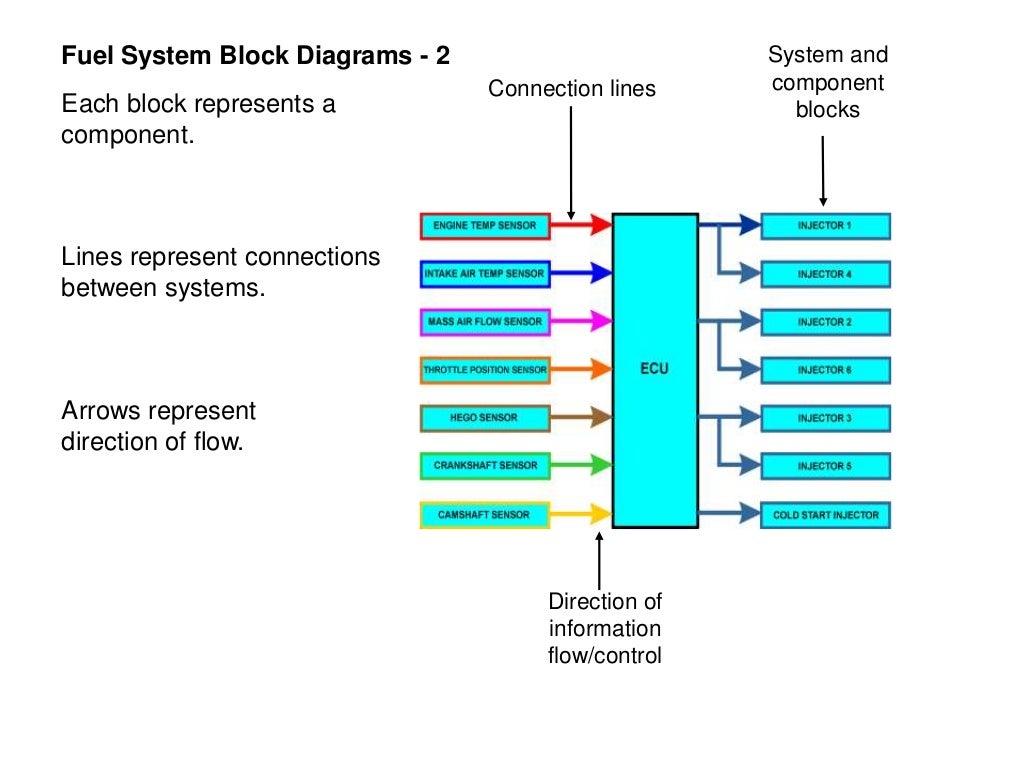 Fuel System Block Diagrams - 2
Each block represents a
component.
Lines represent connections
between systems.
Arrows represent
direction of flow.
Connection lines
System and
component
blocks
ENGINE TEMP SENSOR
INTAKE AIR TEMP SENSOR
MASS AIR FLOW SENSOR
THROTTLE POSITION SENSOR
HEGO SENSOR
CRANKSHAFT SENSOR
CAMSHAFT SENSOR
ECU
INJECTOR 1
INJECTOR 4
INJECTOR 2
INJECTOR 6
INJECTOR 3
INJECTOR 5
COLD START INJECTOR
Direction of
information
flow/control